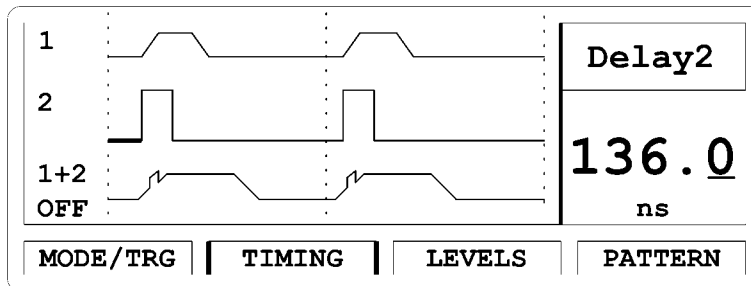 1
2
1+2
OFF
Delay2
136.0
ns
MODE/TRG
TIMING
LEVELS
PATTERN